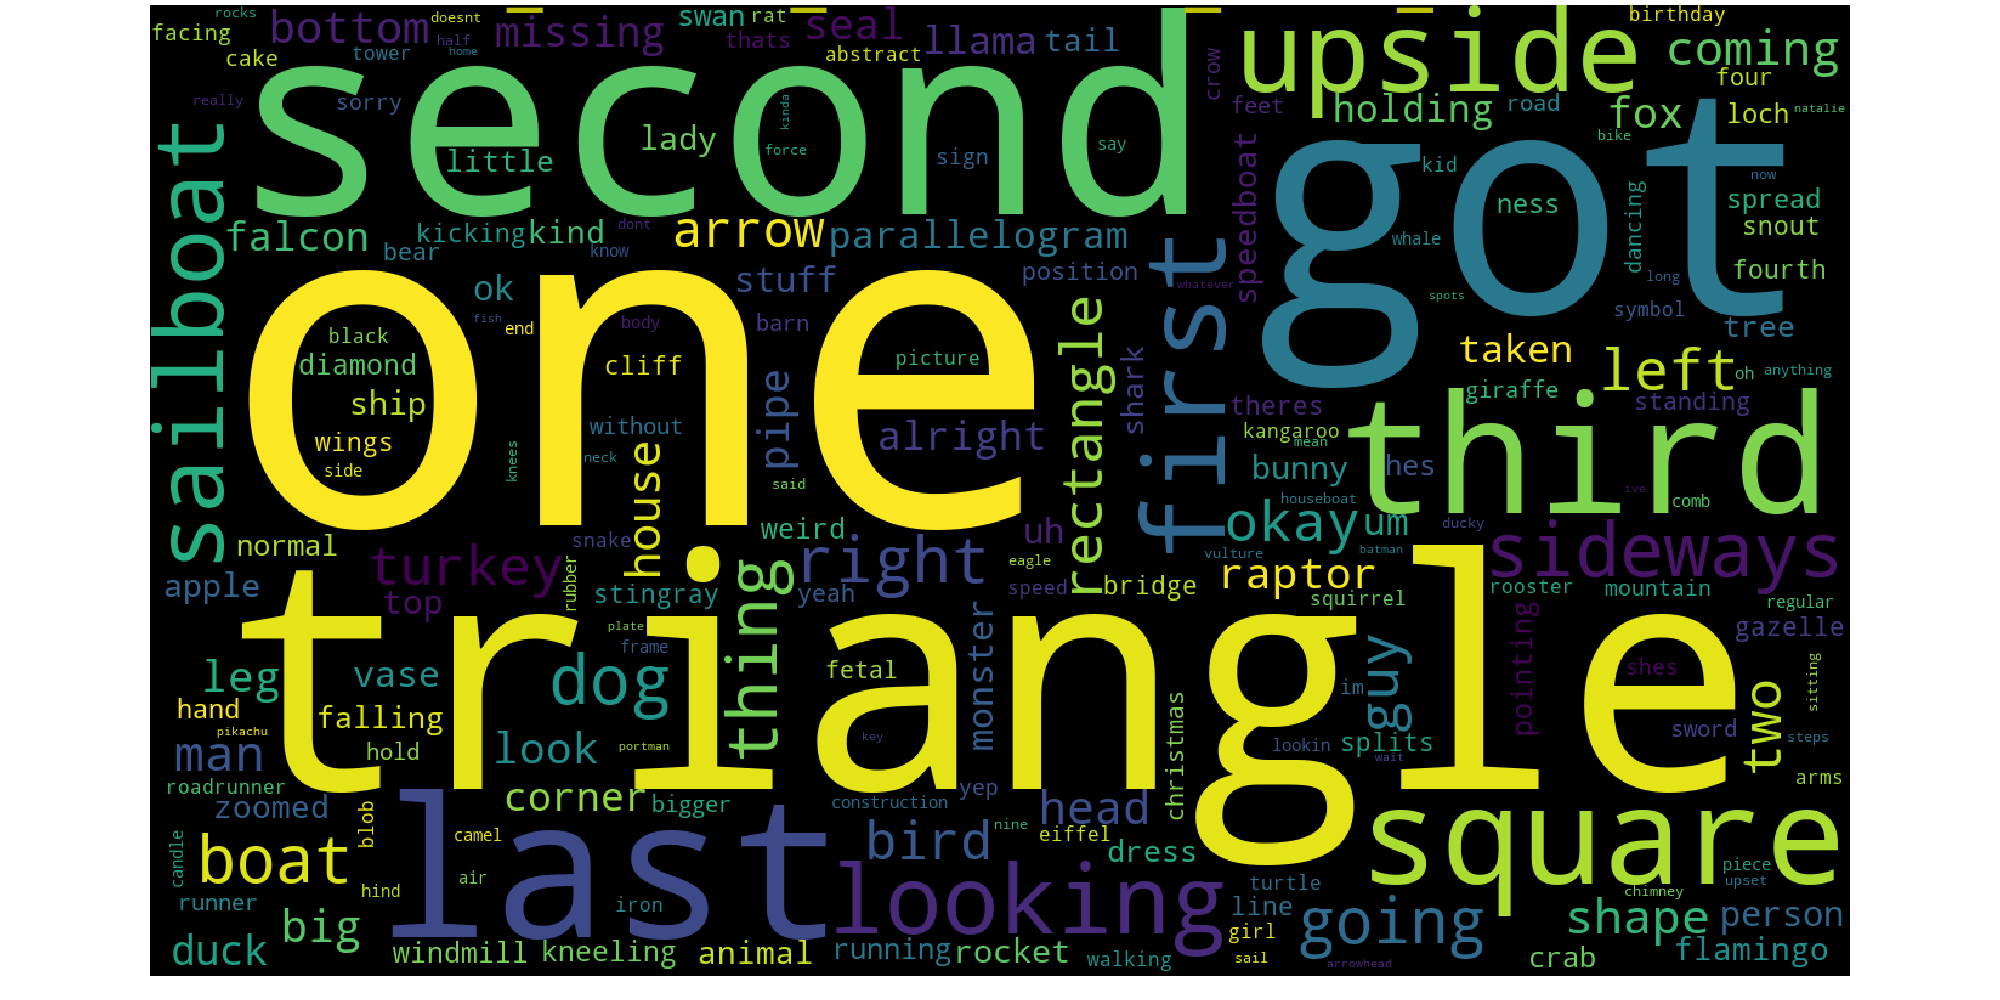 rocks
doesnt
swan
rat
seal
birthday
facing
bottom
half
missing
thats
llama
tail
upside
coming
cake
tower
home
abstract
crow
four
really
sorry
second
kinda
feet
holding
road
fox
loch
natalie
sailboat
little
lady
force
sign
say
got
bike
kid
now
falcon
kicking
kind
dont
arrow
parallelogram
speedboat
ness
dancing
spread
snout
bear
know
first
whale
fourth
ok
stuff
position
whatever
long
fish
one
end
body
barn
spots
symbol
tree
black
diamond
cliff
picture
rectangle
shark
taken
left
oh
anything
ship
pipe
giraffe
theres
standing
wings
without
alright
kangaroo
third
mean
side
knees
house
neck
said
bunny
hes
houseboat
ive
comb
normal
snake
weird
uh
okay
um
ducky
sideways
apple
turkey
rubber
thing
right
eagle
vulture
batman
top
stingray
yeah
speed
bridge
raptor
squirrel
rooster
mountain
regular
triangle
plate
frame
monster
guy
pointing
gazelle
leg
vase
dog
fetal
im
shes
sitting
hand
falling
pikachu
man
hold
look
portman
key
christmas
lookin
splits
wait
sword
two
steps
roadrunner
zoomed
blob
corner
bigger
construction
yep
head
arms
candle
boat
last
camel
nine
eiffel
bird
dress
square
hind
air
looking
turtle
piece
upset
chimney
runner
iron
line
going
shape
person
duck
big
windmill
kneeling
animal
running
rocket
walking
girl
sail
arrowhead
crab
flamingo